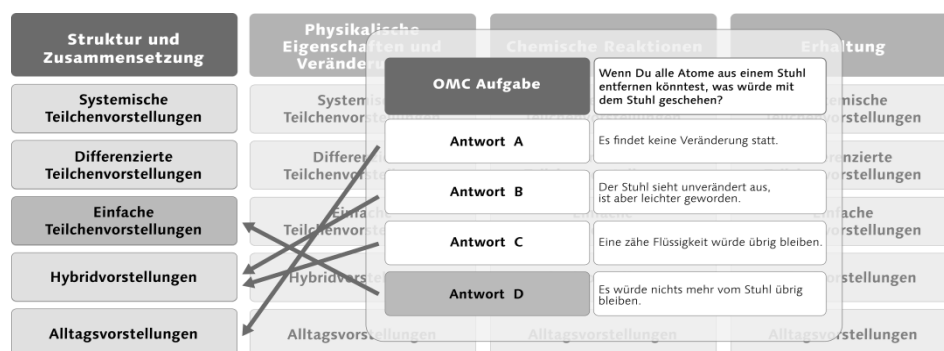 Struktur und
Zusammensetzung
Systemische
Teilchenvorstellungen
Differenzierte
Teilchenvorstellungen
Einfache
Teilchenvorstellungen
Hybridvorstellungen
Alltagsvorstellungen
Physikalische
Eigenschaften und
Chemische Reaktionen
Erhaltung
OMC Aufgabe
Wenn Du alle Atome aus einem Stuhl
entfernen könntest, was würde mit
dem Stuhl geschehen?
Antwort A
Es findet keine Veränderung statt.
Antwort B
Der Stuhl sieht unverändert aus,
ist aber leichter geworden.
Antwort C
Eine zähe Flüssigkeit würde übrig bleiben.
Antwort D
Es würde nichts mehr vom Stuhl übrig
bleiben.
Alltagsvorstellungen
Alltagsvorstellungen
Alltagsvorstellungen